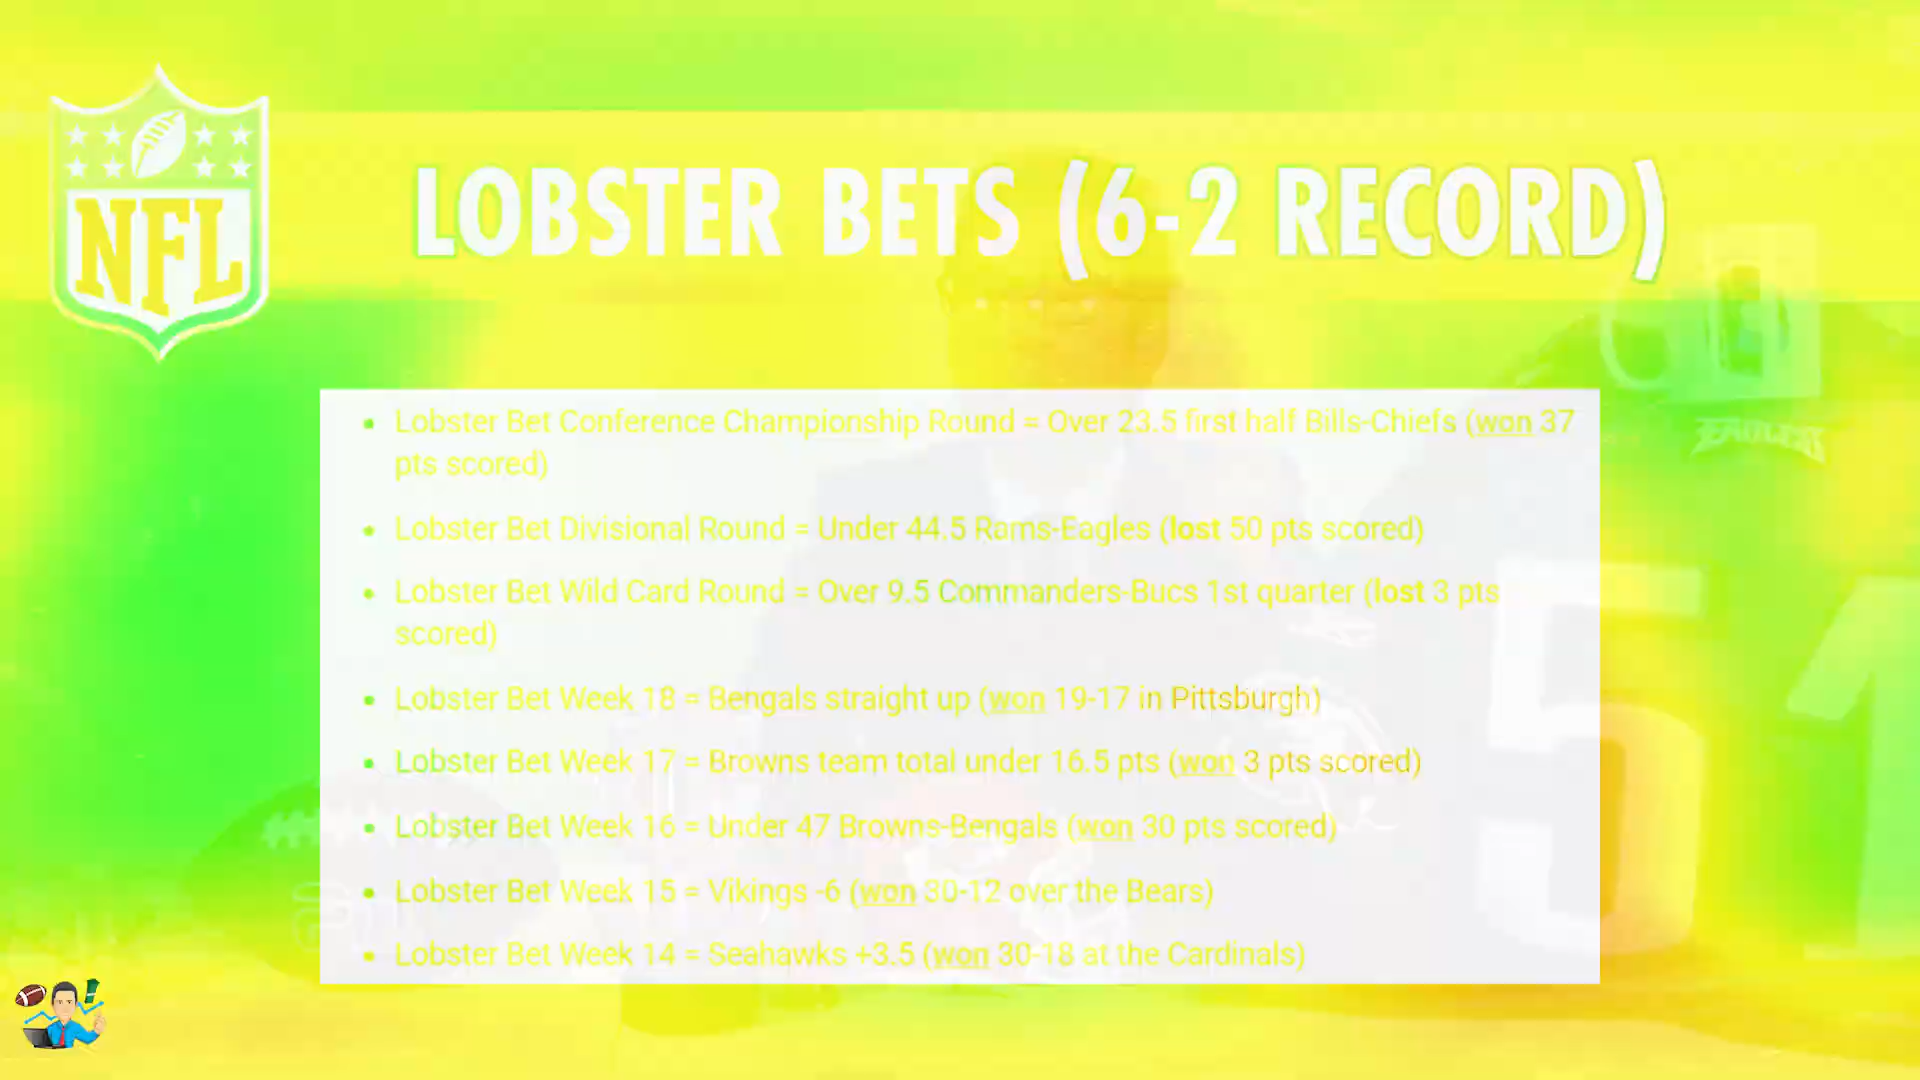 NFL
LOBSTER BETS (6-2 RECORD)
EAGLES
• Lobster Bet Conference Championship Round = Over 23.5 first half Bills-Chiefs (won 37
pts scored)
• Lobster Bet Divisional Round = Under 44.5 Rams-Eagles (lost 50 pts scored)
• Lobster Bet Wild Card Round = Over 9.5 Commanders-Bucs 1st quarter (lost 3 pts
scored)
• Lobster Bet Week 18 = Bengals straight up (won 19-17 in Pittsburgh)
• Lobster Bet Week 17 = Browns team total under 16.5 pts (won 3 pts scored)
• Lobster Bet Week 16 = Under 47 Browns-Bengals (won 30 pts scored)
• Lobster Bet Week 15 = Vikings -6 (won 30-12 over the Bears)
• Lobster Bet Week 14 = Seahawks +3.5 (won 30-18 at the Cardinals)
51